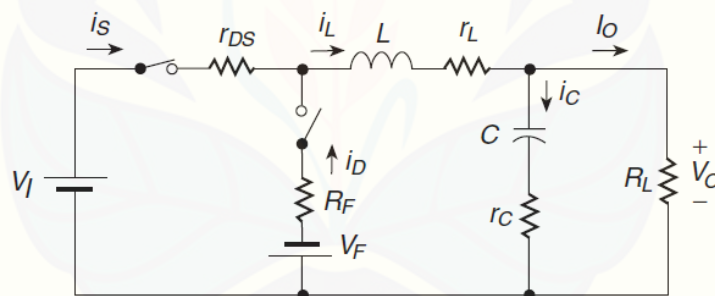 i_S r_DS i_L L r_L I_O
i_C
C
V_I i_D R_F R_L + V_O −
r_C
V_F